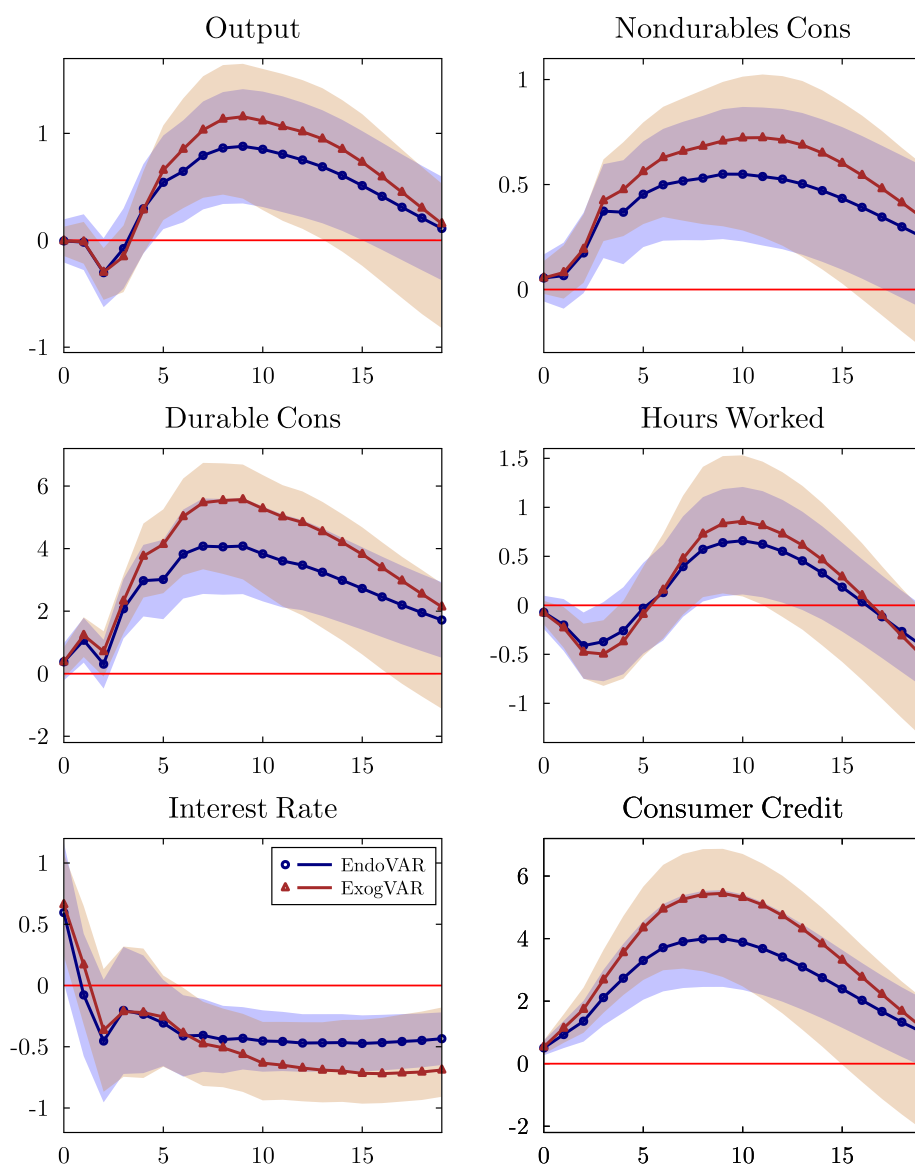 Output
1
0
-1
0 5 10 15
Nondurables Cons
1
0.5
0
0 5 10 15
Durable Cons
6
4
2
0
-2
0 5 10 15
Hours Worked
1.5
1
0.5
0
-0.5
-1
0 5 10 15
Interest Rate
1
0.5
0
-0.5
-1
0 5 10 15
EndoVAR
ExogVAR
Consumer Credit
6
4
2
0
-2
0 5 10 15